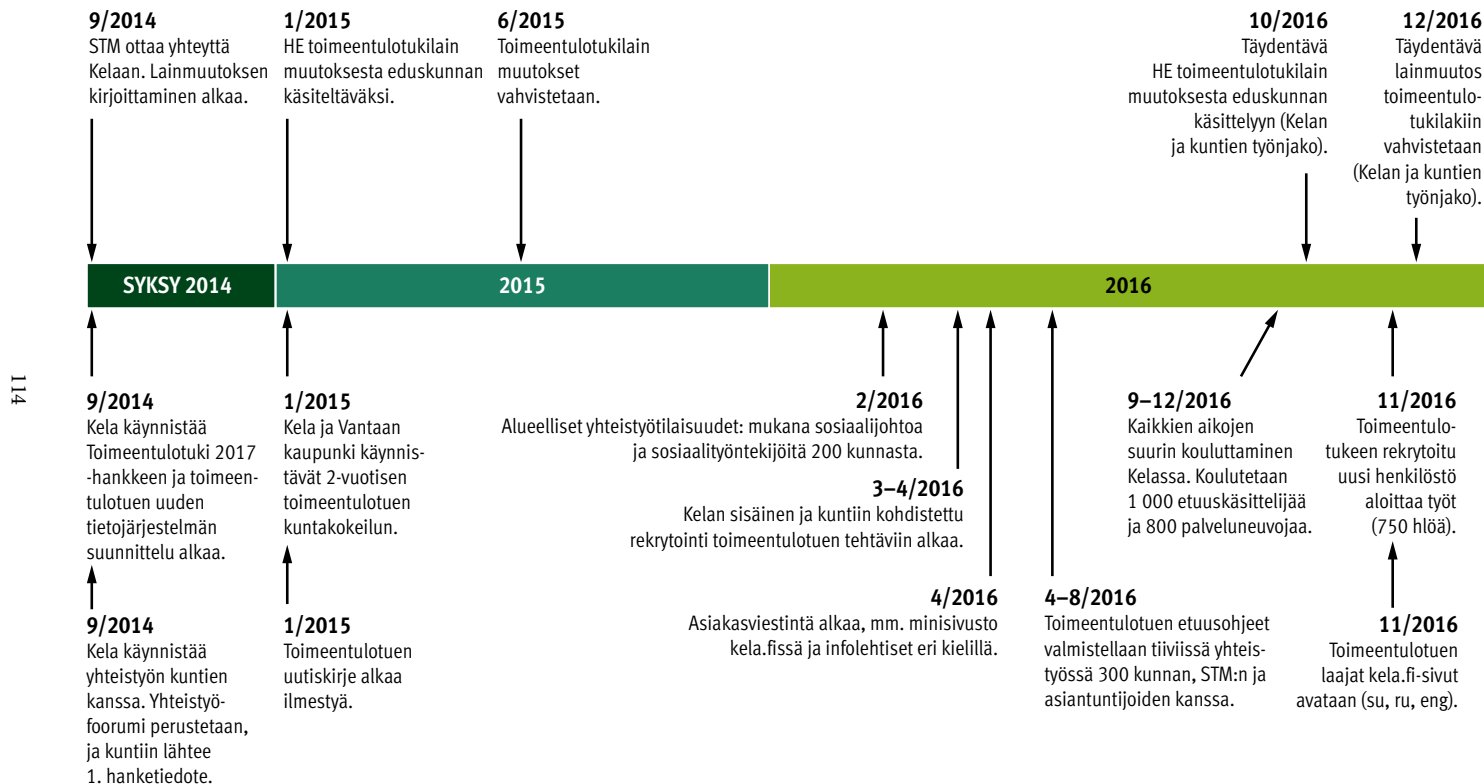 9/2014
STM ottaa yhteyttä
Kelaan. Lainmuutoksen
kirjoittaminen alkaa.
1/2015
HE toimeentulotukilain
muutoksesta eduskunnan
käsiteltäväksi.
6/2015
Toimeentulotukilain
muutokset
vahvistetaan.
10/2016
Täydentävä
HE toimeentulotukilain
muutoksesta eduskunnan
käsittelyyn (Kelan
ja kuntien työnjako).
12/2016
Täydentävä
lainmuutos
toimeentulo-
tukilakiin
vahvistetaan
(Kelan ja kuntien
työnjako).
SYKSY 2014
2015
2016
9/2014
Kela käynnistää
Toimeentulotuki 2017
-hankkeen ja toimeen-
tulotuen uuden
tietojärjestelmän
suunnittelu alkaa.
1/2015
Kela ja Vantaan
kaupunki käynnis-
tävät 2-vuotisen
toimeentulotuen
kuntakokeilun.
2/2016
Alueelliset yhteistyötilaisuudet: mukana sosiaalijohtoa
ja sosiaalityöntekijöitä 200 kunnasta.
3–4/2016
Kelan sisäinen ja kuntiin kohdistettu
rekrytointi toimeentulotuen tehtäviin alkaa.
9–12/2016
Kaikkien aikojen
suurin kouluttaminen
Kelassa. Koulutetaan
1 000 etuuskäsittelijää
ja 800 palveluneuvojaa.
11/2016
Toimeentulo-
tukeen rekrytoitu
uusi henkilöstö
aloittaa työt
(750 hlöä).
9/2014
Kela käynnistää
yhteistyön kuntien
kanssa. Yhteistyö-
foorumi perustetaan,
ja kuntiin lähtee
1. hanketiedote.
1/2015
Toimeentulotuen
uutiskirje alkaa
ilmestyä.
4/2016
Asiakasviestintä alkaa, mm. minisivusto
kela.fissä ja infolehtiset eri kielillä.
4–8/2016
Toimeentulotuen etuusohjeet
valmistellaan tiiviissä yhteis-
työssä 300 kunnan, STM:n ja
asiantuntijoiden kanssa.
11/2016
Toimeentulotuen
laajat kela.fi-sivut
avataan (su, ru, eng).
114